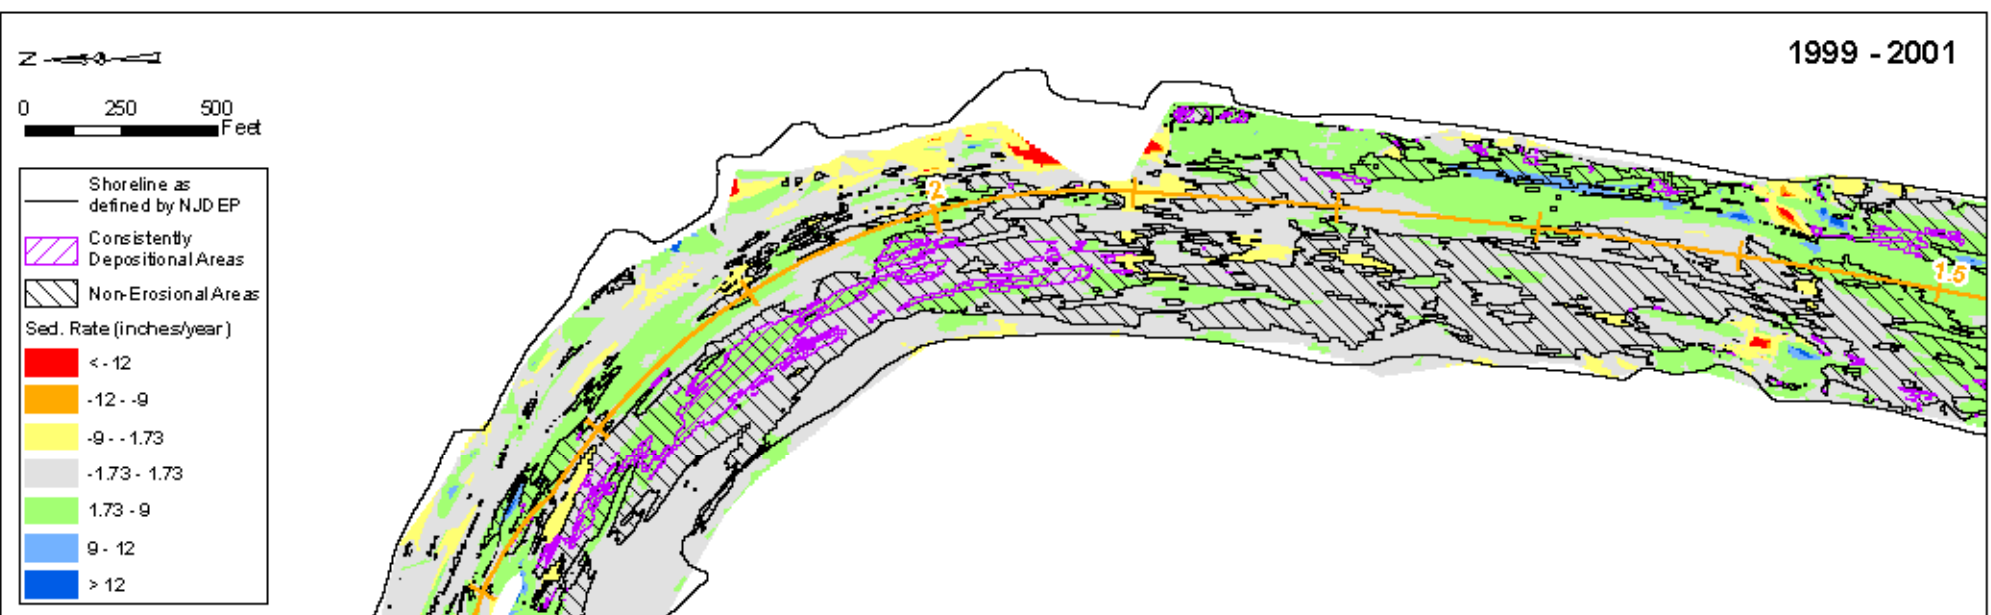 1999 - 2001
N
0 250 500
Feet
Shoreline as
defined by NJDEP
Consistently
Depositional Areas
Non-Erosional Areas
Sed. Rate (inches/year)
< -12
-12 - -9
-9 - -1.73
-1.73 - 1.73
1.73 - 9
9 - 12
> 12
2
1.5